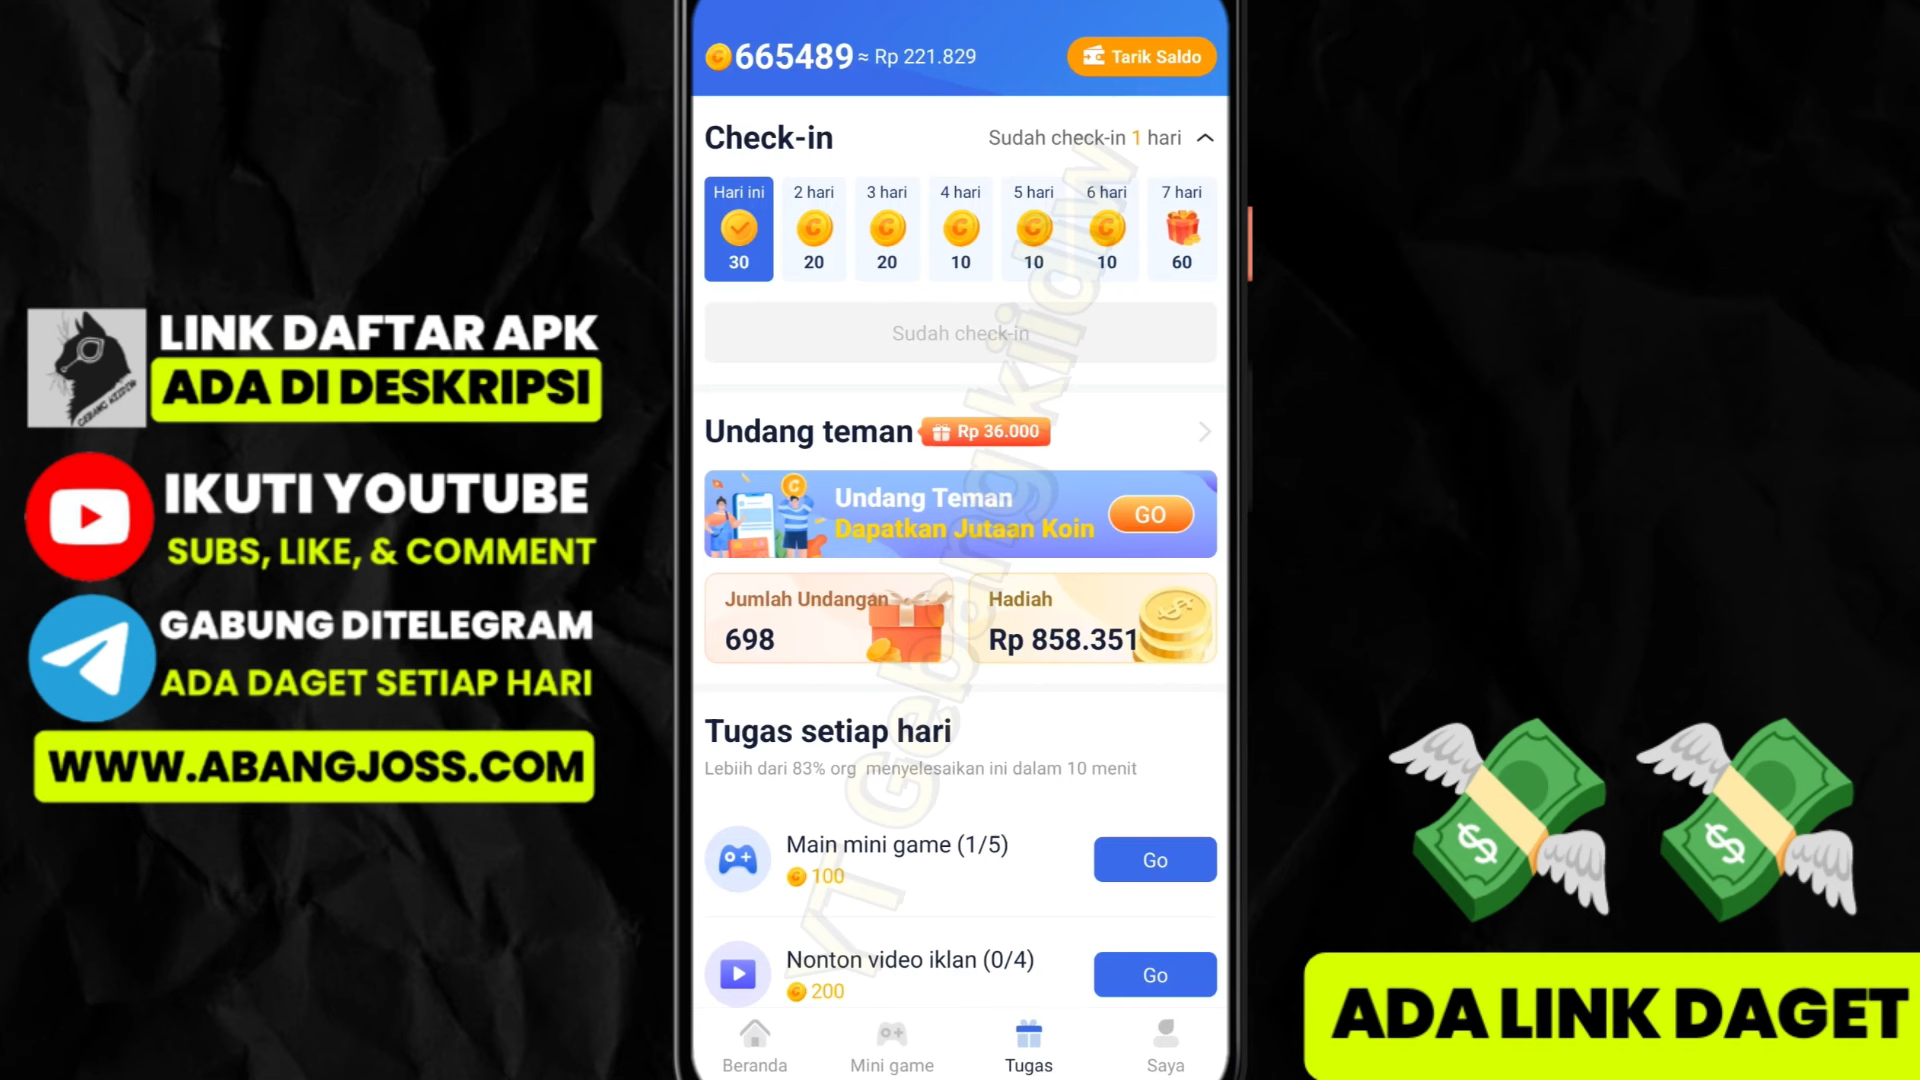 665489 ≈ Rp 221.829
Tarik Saldo
Check-in
Sudah check-in 1 hari
Hari ini
30
2 hari
20
3 hari
20
4 hari
10
5 hari
10
6 hari
10
7 hari
60
Sudah check-in
Undang teman
Rp 36.000
Undang Teman
Dapatkan Jutaan Koin
GO
Jumlah Undangan
698
Hadiah
Rp 858.351
Tugas setiap hari
Lebiih dari 83% org menyelesaikan ini dalam 10 menit
Main mini game (1/5)
100
Go
Nonton video iklan (0/4)
200
Go
Beranda
Mini game
Tugas
Saya
YT Gebangkiidiw
LINK DAFTAR APK
ADA DI DESKRIPSI
GEBANG KIIDIW
IKUTI YOUTUBE
SUBS, LIKE, & COMMENT
GABUNG DITELEGRAM
ADA DAGET SETIAP HARI
WWW.ABANGJOSS.COM
ADA LINK DAGET